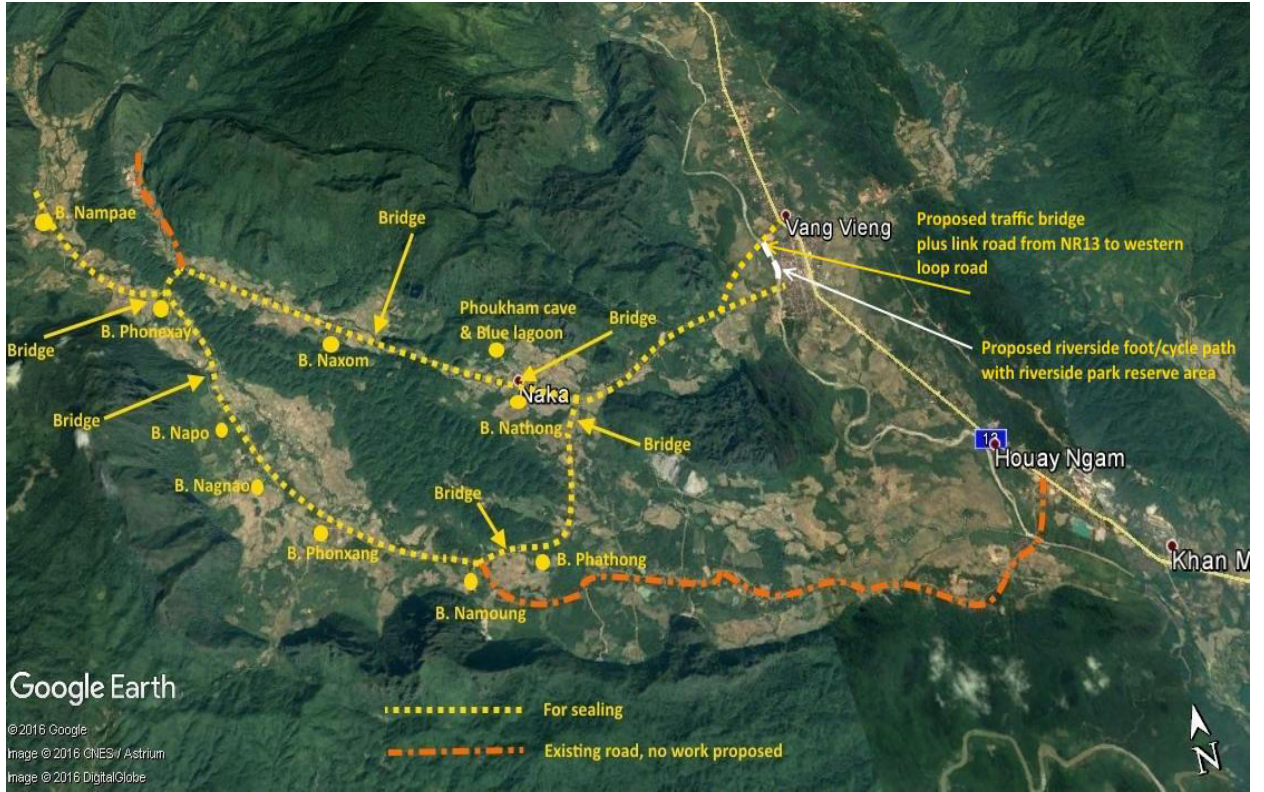 B. Nampae
Bridge
Vang Vieng
Proposed traffic bridge
plus link road from NR13 to western
loop road
Phoukham cave
& Blue lagoon
Bridge
B. Phonexay
Bridge
B. Naxom
Proposed riverside foot/cycle path
with riverside park reserve area
Naka
Bridge
B. Napo
B. Nathong
Bridge
13
Houay Ngam
B. Nagnao
Bridge
B. Phonxang
B. Phathong
Khan M
B. Namoung
Google Earth
For sealing
©2016 Google
Existing road, no work proposed
Image © 2016 CNES / Astrium
Image © 2016 DigitalGlobe
N